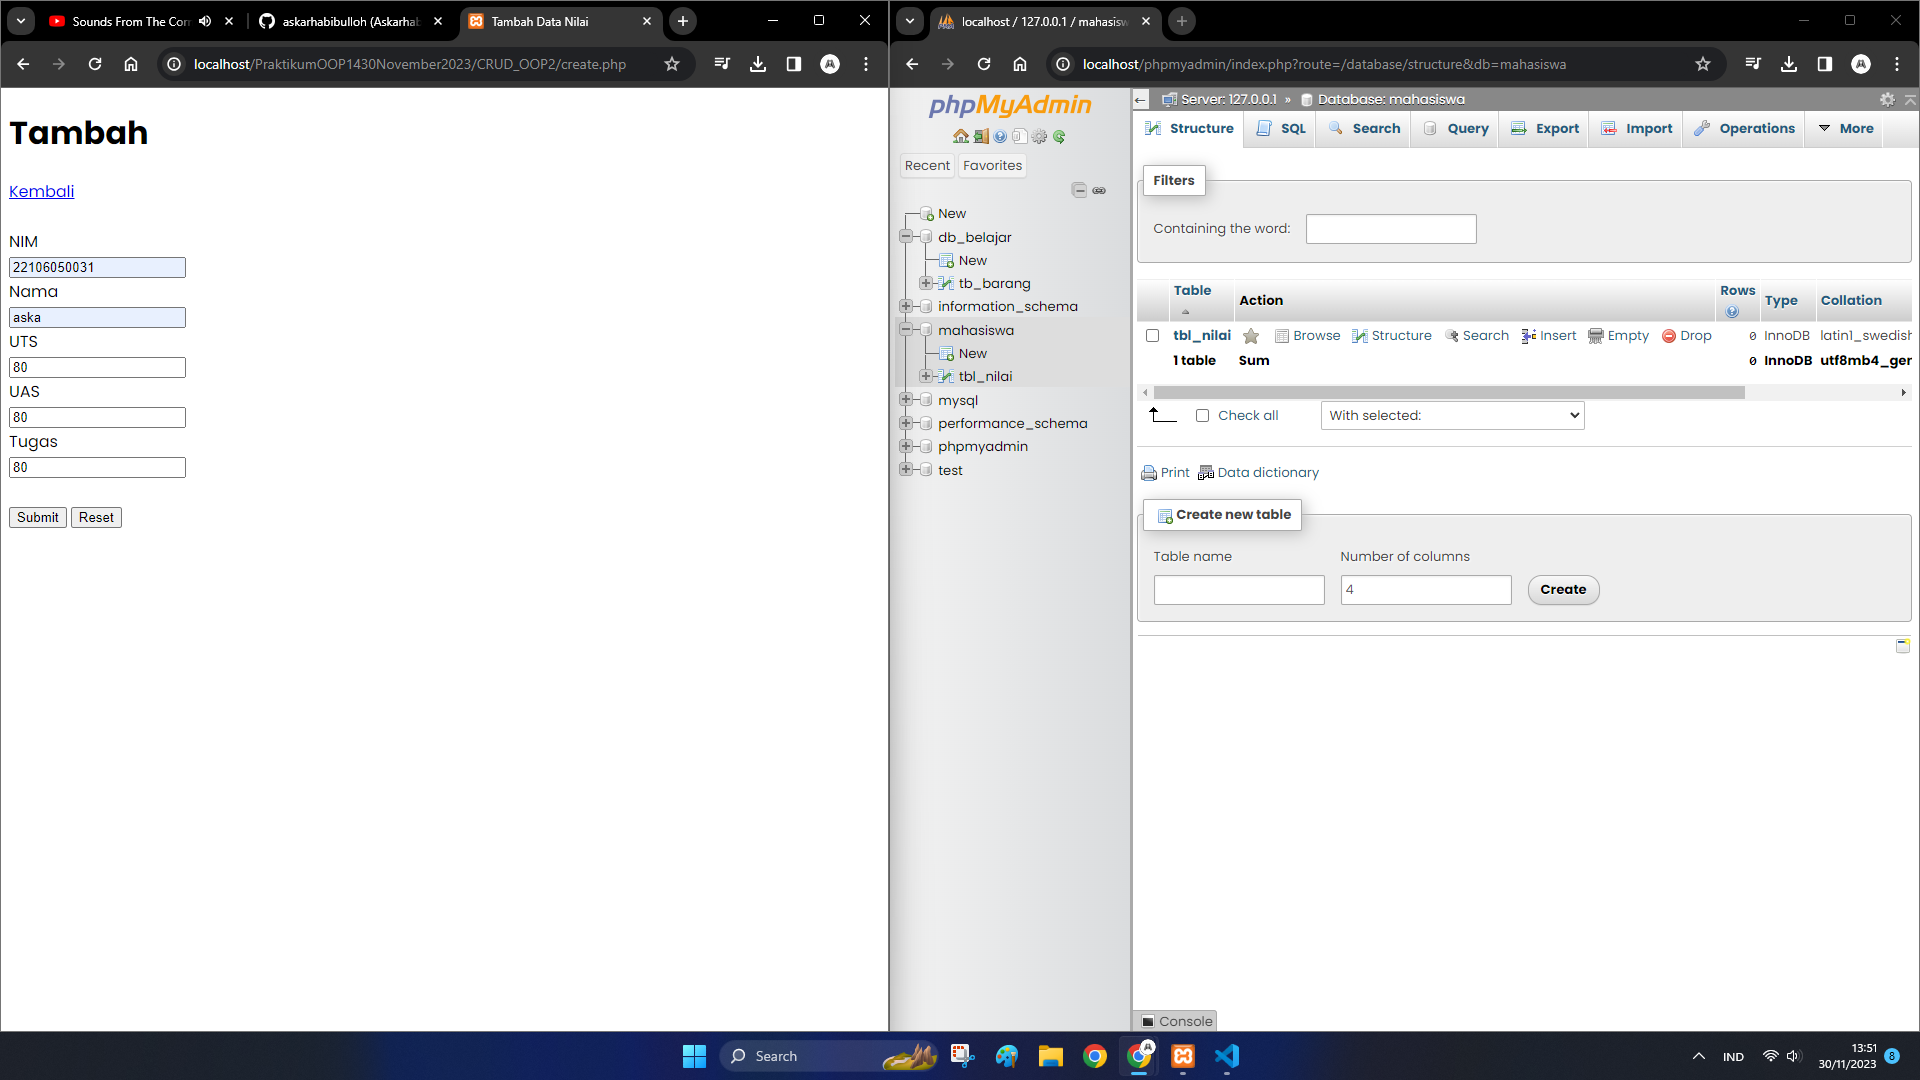 Sounds From The Cor
askarhabibulloh (Askarhab
Tambah Data Nilai
localhost/PraktikumOOP1430November2023/CRUD_OOP2/create.php
Tambah
Kembali
NIM
22106050031
Nama
aska
UTS
80
UAS
80
Tugas
80
Submit Reset
localhost / 127.0.0.1 / mahasisw
localhost/phpmyadmin/index.php?route=/database/structure&db=mahasiswa
phpMyAdmin
Recent Favorites
New
db_belajar
New
tb_barang
information_schema
mahasiswa
New
tbl_nilai
mysql
performance_schema
phpmyadmin
test
Server: 127.0.0.1 » Database: mahasiswa
Structure SQL Search Query Export Import Operations More
Filters
Containing the word:
Table Action Rows Type Collation
tbl_nilai Browse Structure Search Insert Empty Drop 0 InnoDB latin1_swedish
1 table Sum 0 InnoDB utf8mb4_ger
Check all With selected:
Print Data dictionary
Create new table
Table name Number of columns
4 Create
Console
Search
IND
13:51
30/11/2023
8